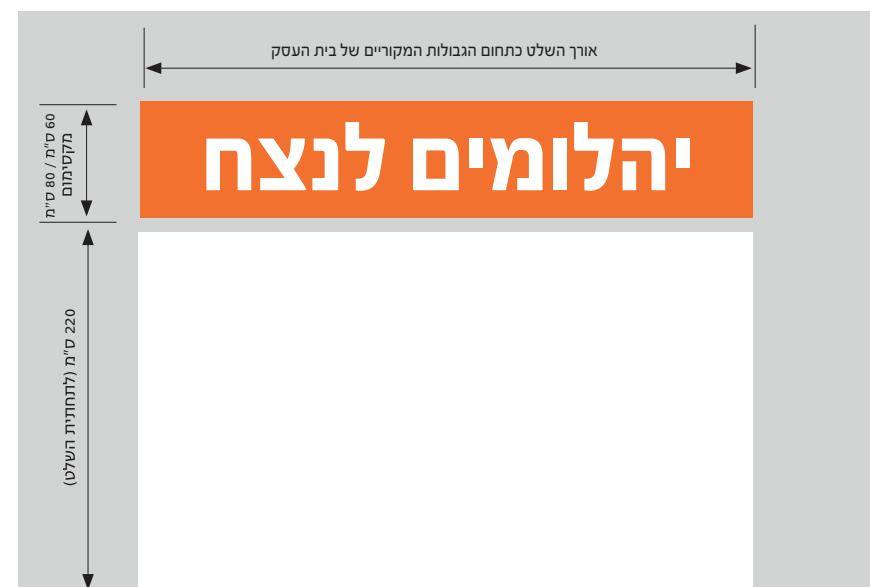 אורך השלט כתחום הגבולות המקוריים של בית העסק
יהלומים לנצח
60 ס"מ / 80 ס"מ
מקסימום
220 ס"מ (לתחתית השלט)